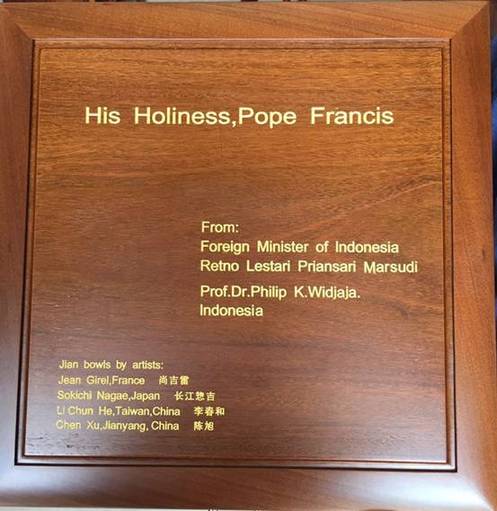 His Holiness,Pope Francis
From:
Foreign Minister of Indonesia
Retno Lestari Priansari Marsudi
Prof.Dr.Philip K.Widjaja.
Indonesia
Jian bowls by artists:
Jean Girel,France 尚吉雷
Sokichi Nagae,Japan 长江惣吉
Li Chun He,Taiwan,China 李春和
Chen Xu,Jianyang, China 陈旭